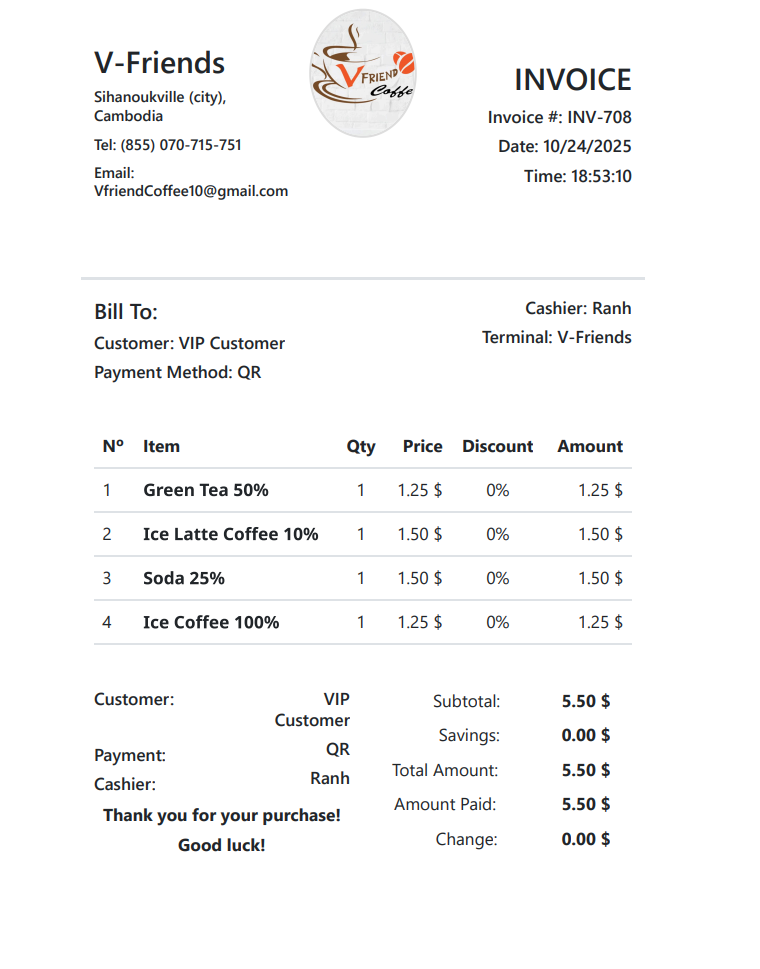 V-Friends
Sihanoukville (city),
Cambodia
Tel: (855) 070-715-751
Email:
VfriendCoffee10@gmail.com
V FRIEND
Coffe
INVOICE
Invoice #: INV-708
Date: 10/24/2025
Time: 18:53:10
Bill To:
Customer: VIP Customer
Payment Method: QR
Cashier: Ranh
Terminal: V-Friends
Nº Item Qty Price Discount Amount
1 Green Tea 50% 1 1.25 $ 0% 1.25 $
2 Ice Latte Coffee 10% 1 1.50 $ 0% 1.50 $
3 Soda 25% 1 1.50 $ 0% 1.50 $
4 Ice Coffee 100% 1 1.25 $ 0% 1.25 $
Customer: VIP
Customer
Payment: QR
Cashier: Ranh
Thank you for your purchase!
Good luck!
Subtotal: 5.50 $
Savings: 0.00 $
Total Amount: 5.50 $
Amount Paid: 5.50 $
Change: 0.00 $